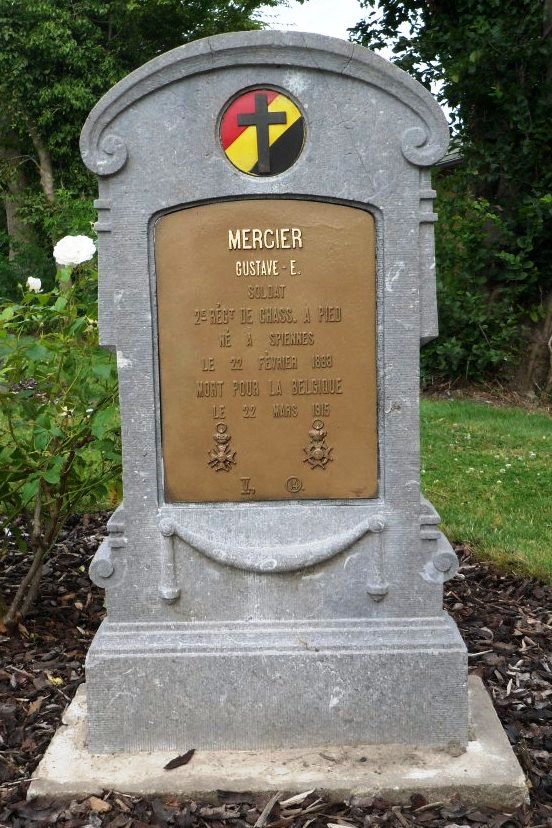 MERCIER
GUSTAVE - E.
SOLDAT
2ᴱ RÉGᵀ DE CHASS. A PIED
NÉ A SPIENNES
LE 22 FÉVRIER 1888
MORT POUR LA BELGIQUE
LE 22 MARS 1915